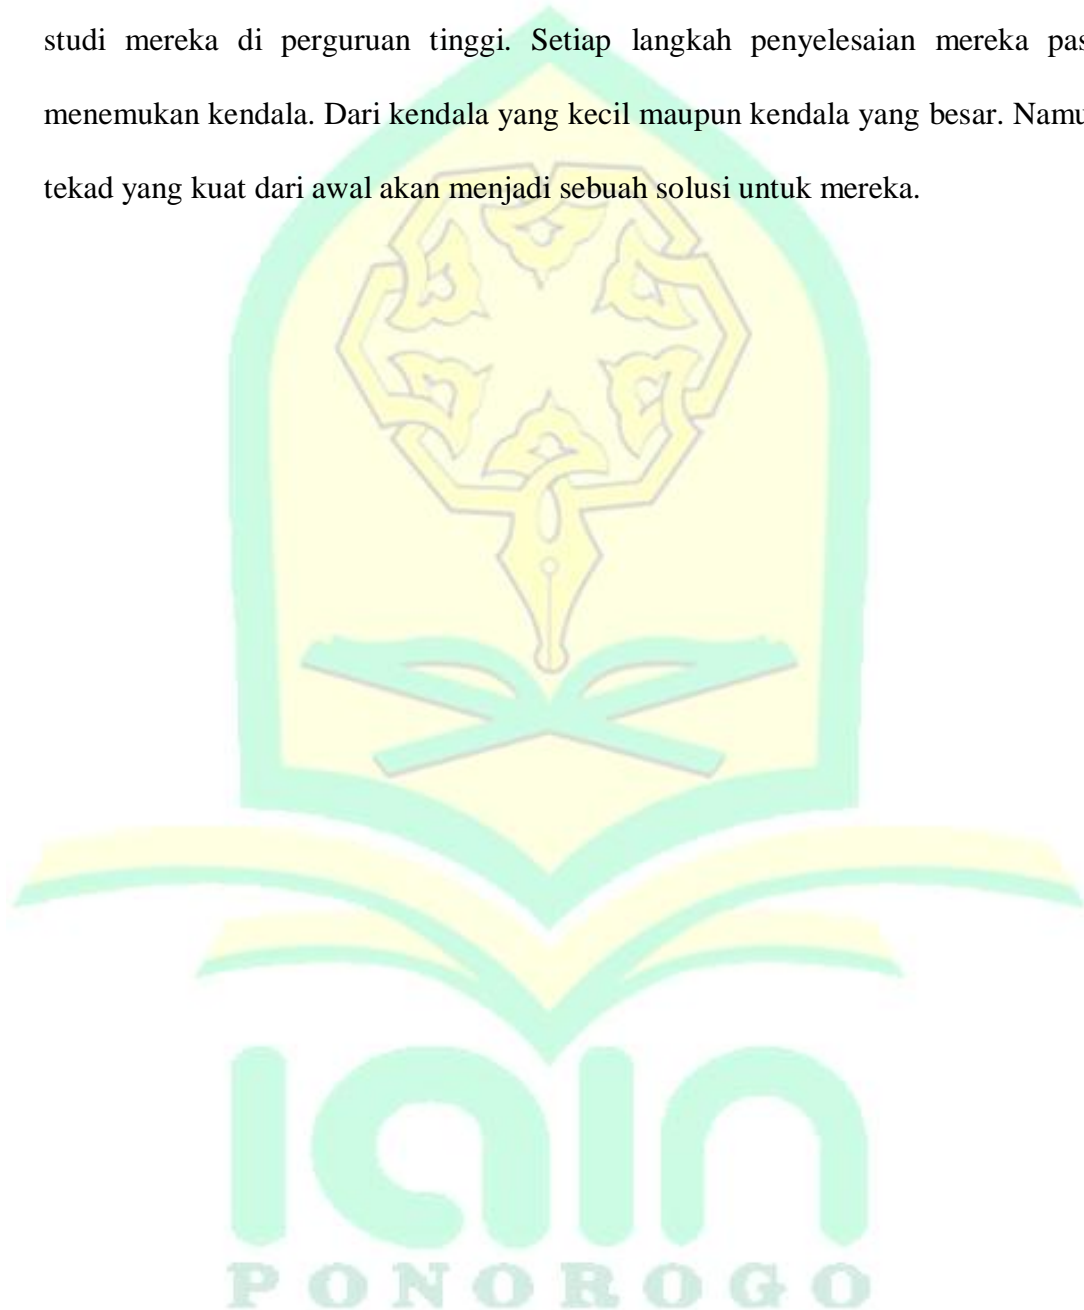 studi mereka di perguruan tinggi. Setiap langkah penyelesaian mereka pas
menemukan kendala. Dari kendala yang kecil maupun kendala yang besar. Namu
tekad yang kuat dari awal akan menjadi sebuah solusi untuk mereka.
iain
PONOROGO